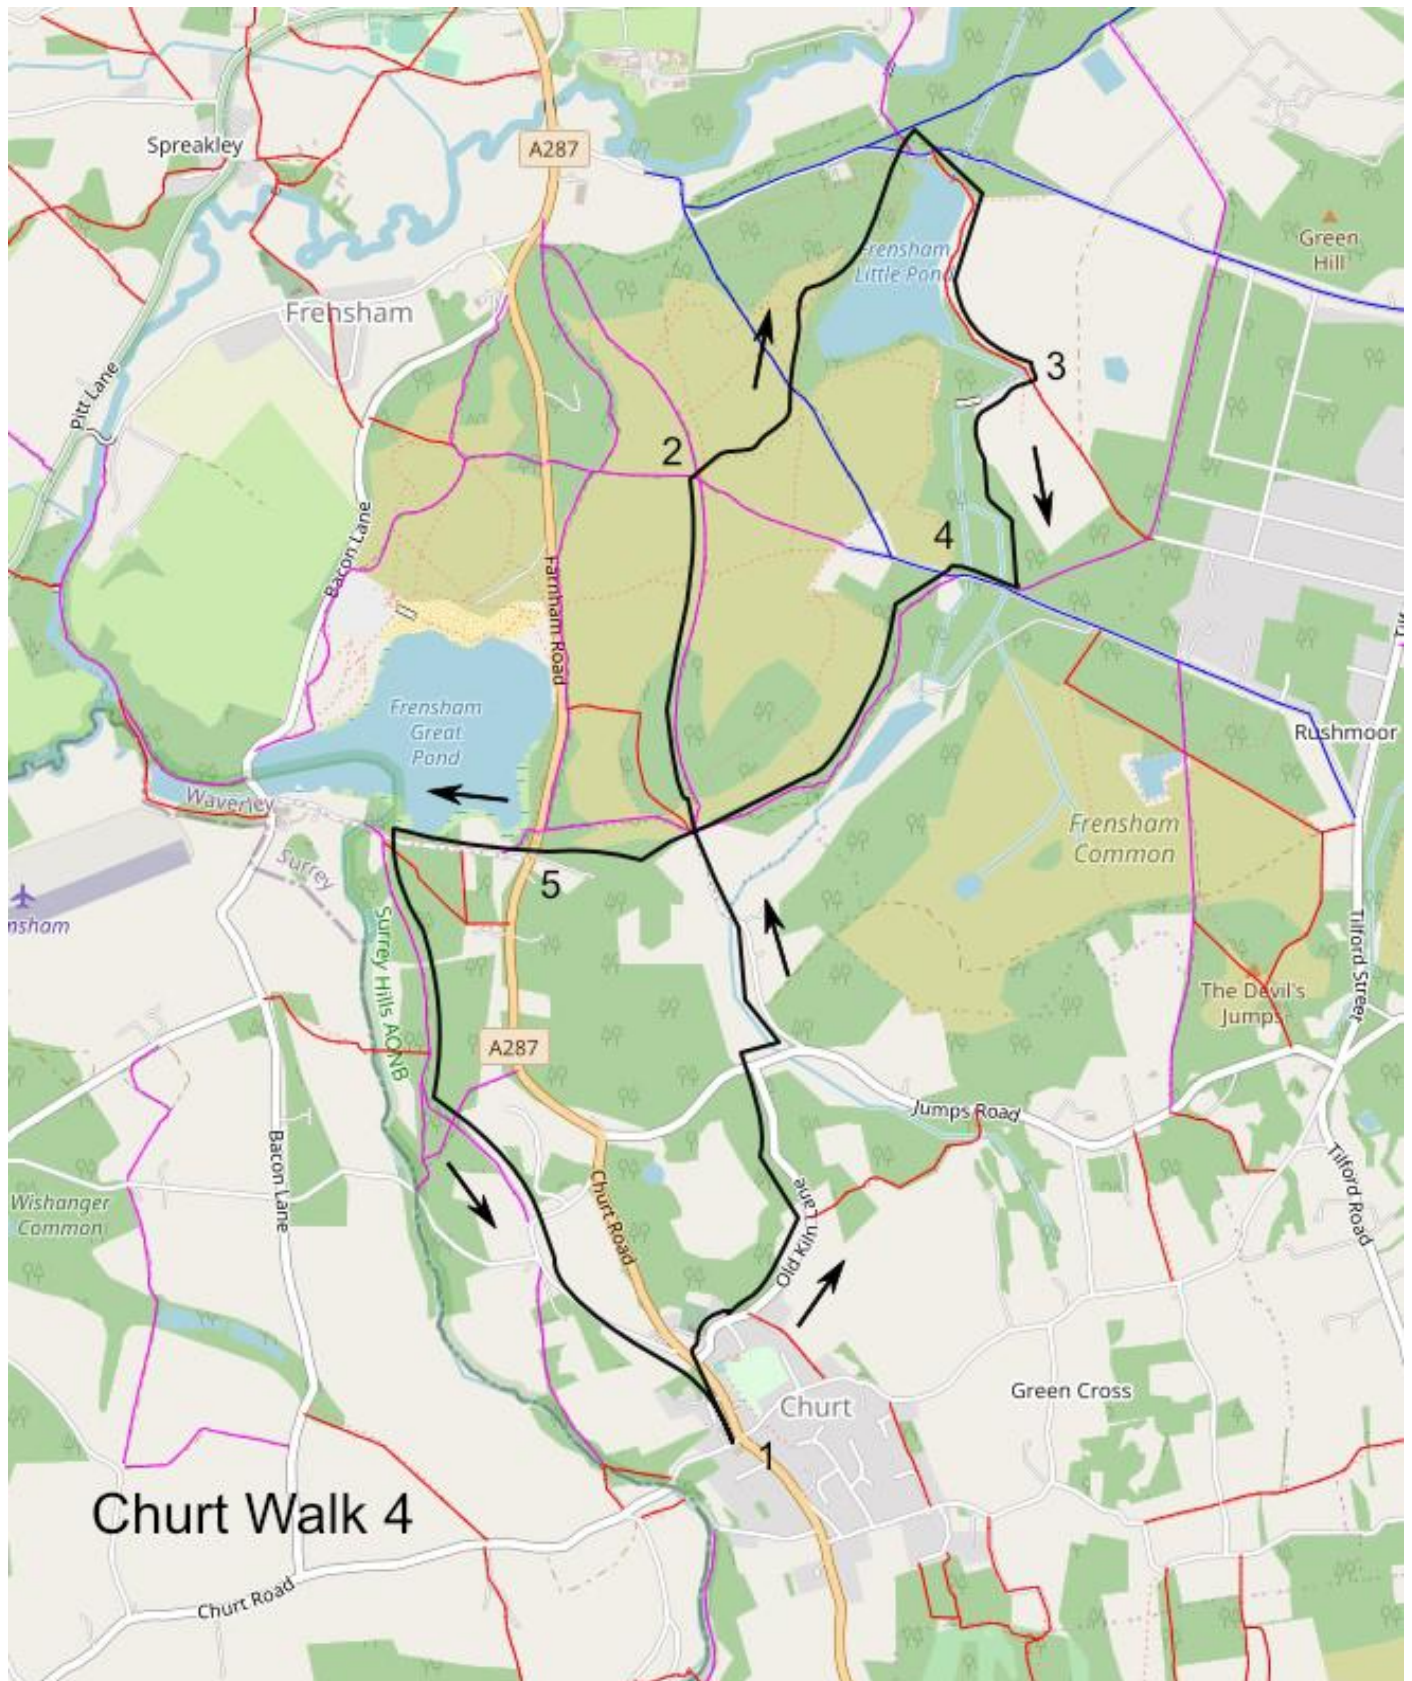 Spreakley
A287
Green
Hill
Frensham
Little Pond
Frensham
Pitt Lane
3
2
Bacon Lane
4
Farnham Road
Frensham
Great
Pond
Rushmoor
Waverley
Frensham
Common
Surrey
5
nsham
Surrey Hills AONB
Tilford Street
The Devil's
Jumps
A287
Jumps Road
Bacon Lane
Tilford Road
Wishanger
Common
Churt Road
Old Kiln Lane
Green Cross
Churt
1
Churt Walk 4
Churt Road